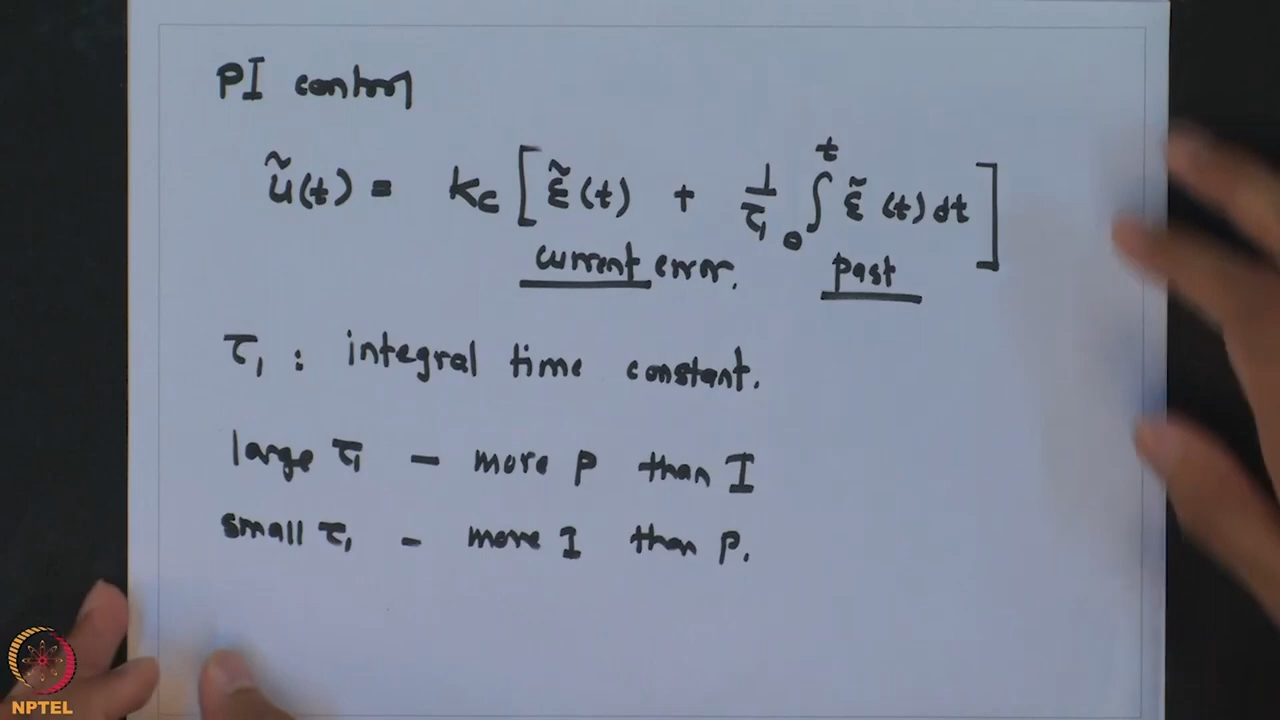 PI control
ũ(t) = Kc [ ε̃(t) + 1/τI ∫₀ᵗ ε̃(t) dt ]
current error. past
τI : integral time constant.
large τI – more P than I
small τI – more I than P.
NPTEL